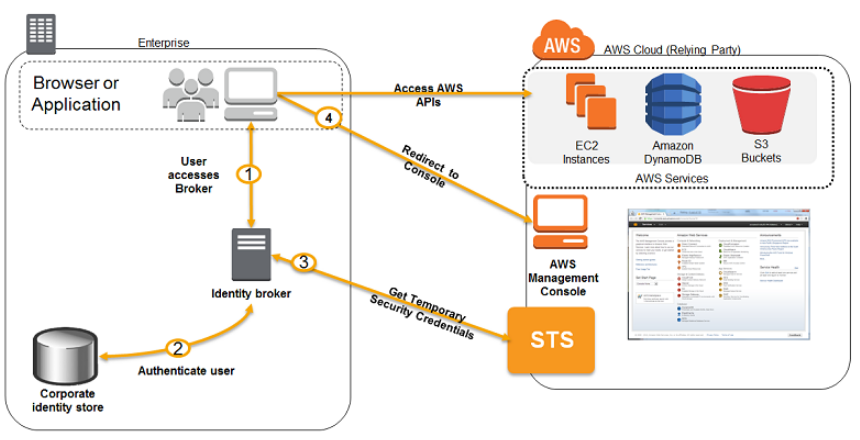 Enterprise
AWS
AWS Cloud (Relying Party)
Browser or
Application
Access AWS
APIs
4
EC2
Instances
Amazon
DynamoDB
S3
Buckets
AWS Services
User
accesses
Broker
1
Redirect to
Console
AWS
Management
Console
Identity broker
3
Get Temporary
Security Credentials
STS
2
Authenticate user
Corporate
identity store